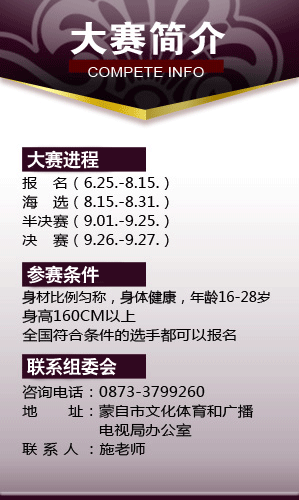 大赛简介
COMPETE INFO
大赛进程
报　名（6.25.-8.15.）
海　选（8.15.-8.31.）
半决赛（9.01.-9.25.）
决　赛（9.26.-9.27.）
参赛条件
身材比例匀称，身体健康，年龄16-28岁
身高160CM以上
全国符合条件的选手都可以报名
联系组委会
咨询电话：0873-3799260
地　　址：蒙自市文化体育和广播
电视局办公室
联 系 人：施老师